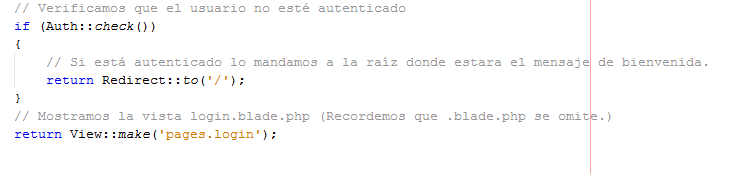 // Verificamos que el usuario no esté autenticado
if (Auth::check())
{
// Si está autenticado lo mandamos a la raíz donde estara el mensaje de bienvenida.
return Redirect::to('/');
}
// Mostramos la vista login.blade.php (Recordemos que .blade.php se omite.)
return View::make('pages.login');